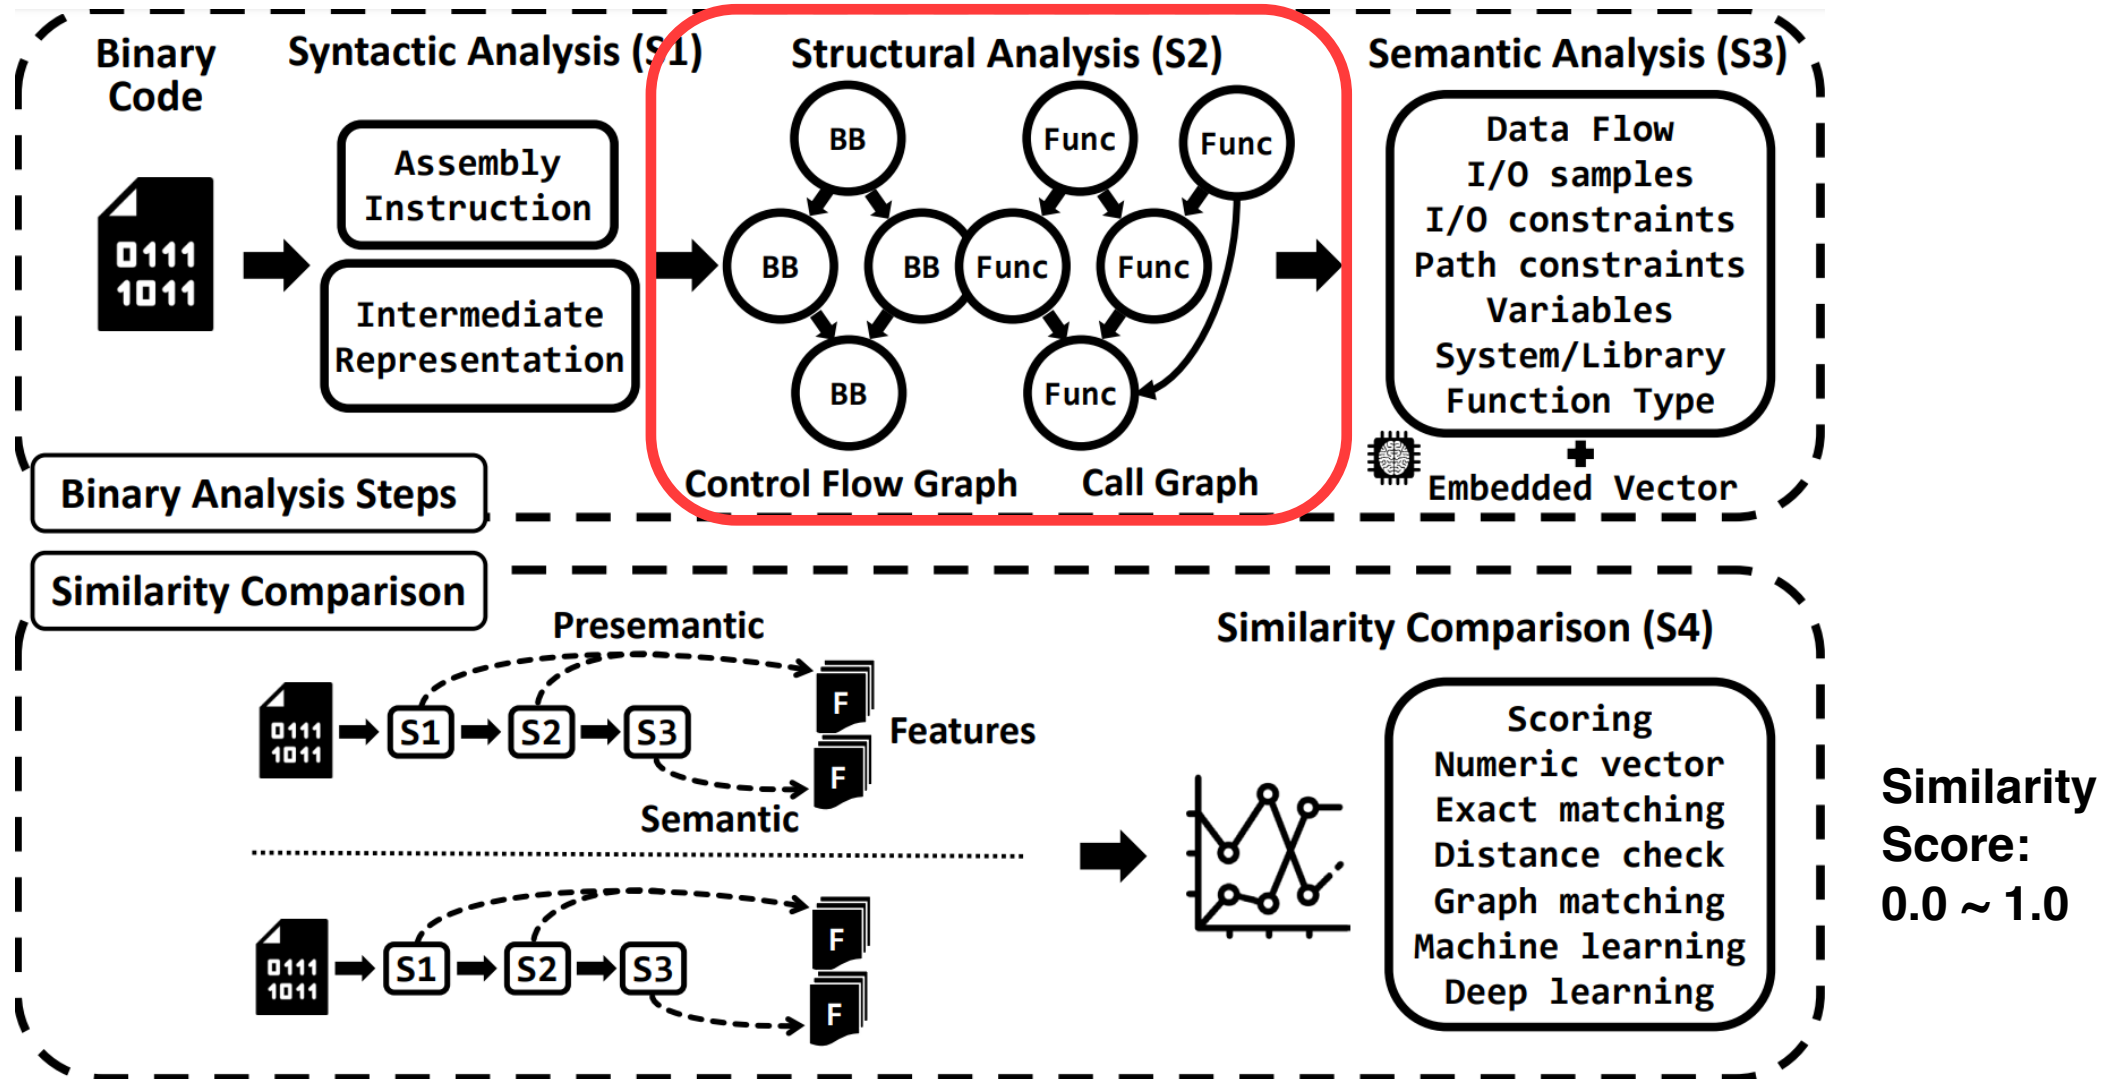 Binary
Code
0111
1011
Syntactic Analysis (S1)
Assembly
Instruction
Intermediate
Representation
Structural Analysis (S2)
BB
BB
BB
BB
Control Flow Graph
Func
Func
Func
Func
Func
Call Graph
Semantic Analysis (S3)
Data Flow
I/O samples
I/O constraints
Path constraints
Variables
System/Library
Function Type
Embedded Vector
Binary Analysis Steps
Similarity Comparison
Presemantic
0111
1011
S1
S2
S3
F
F
Features
Semantic
0111
1011
S1
S2
S3
F
F
Similarity Comparison (S4)
Scoring
Numeric vector
Exact matching
Distance check
Graph matching
Machine learning
Deep learning
Similarity
Score:
0.0 ~ 1.0